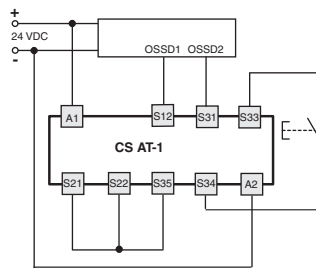 +
24 VDC
-
OSSD1 OSSD2
A1 S12 S31 S33
CS AT-1
S21 S22 S35 S34 A2